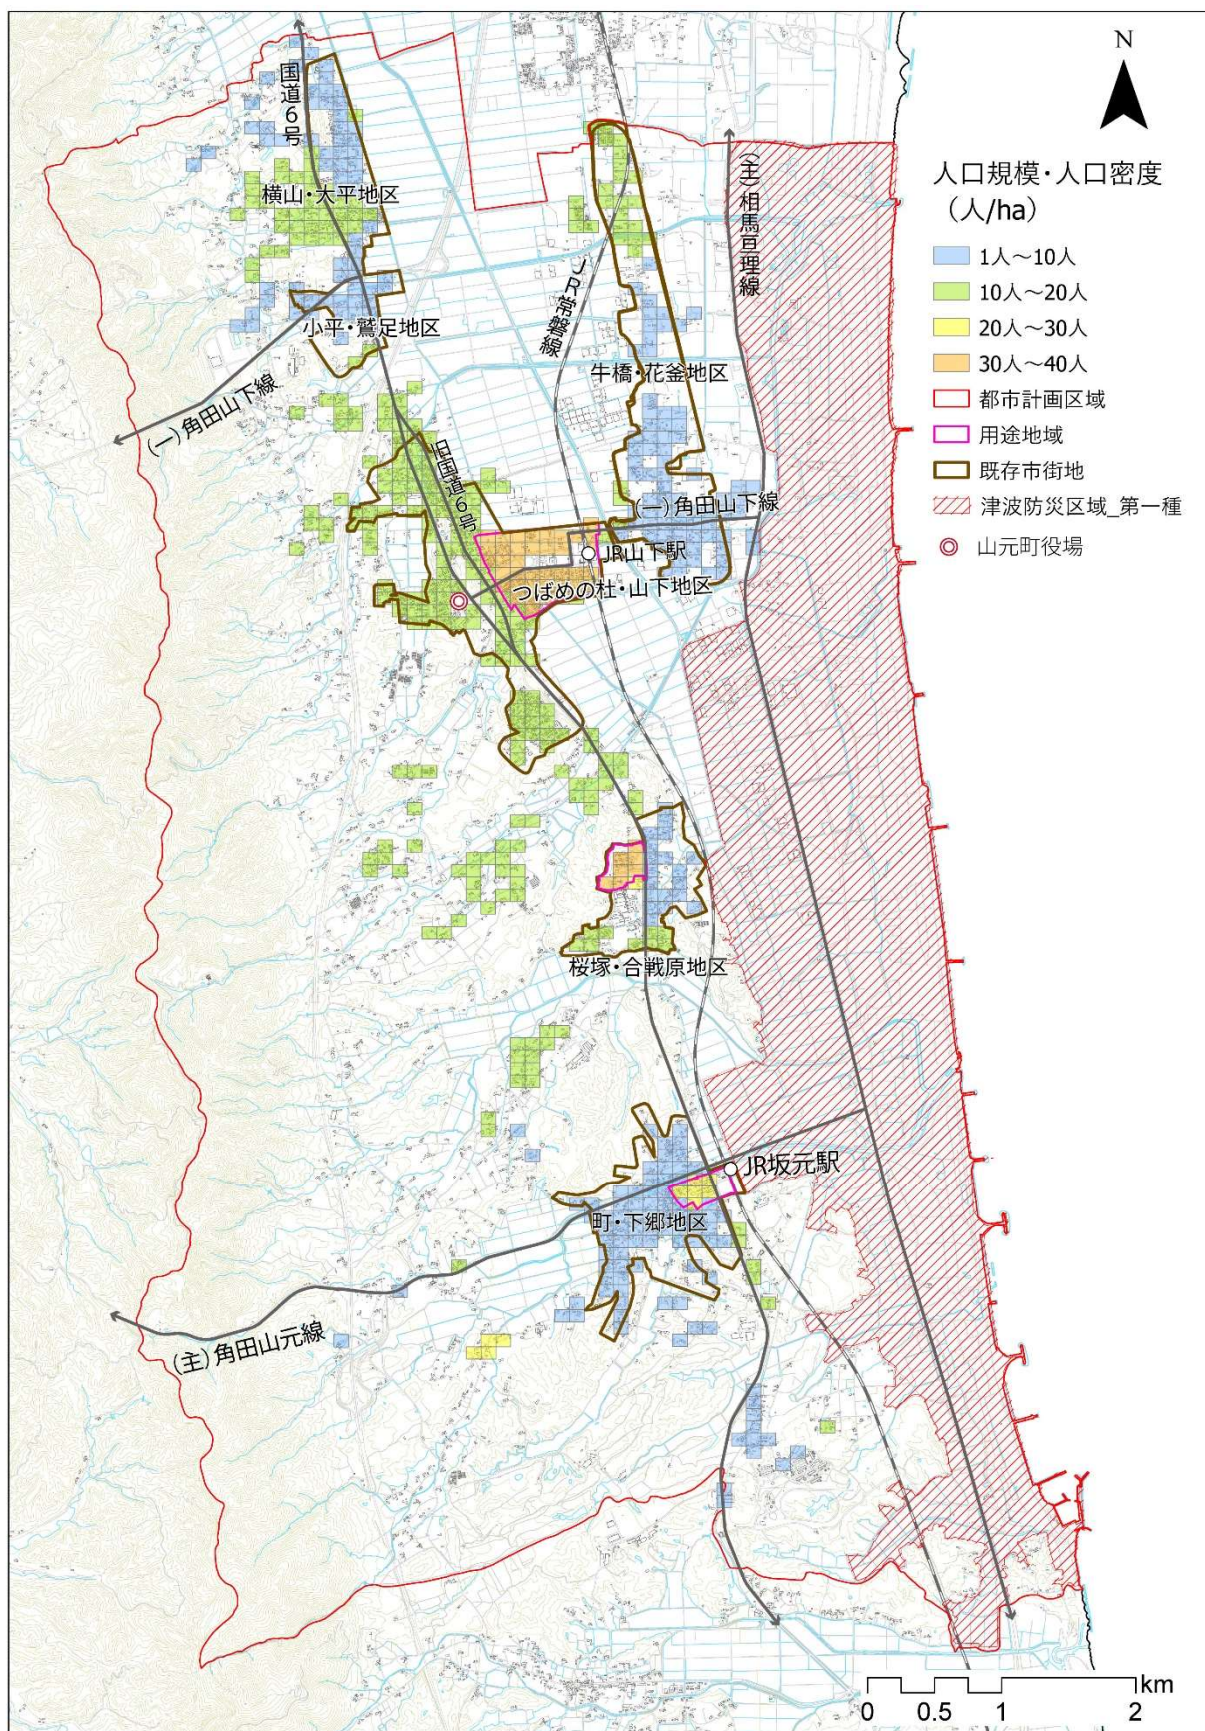 N
人口規模・人口密度
(人/ha)
1人～10人
10人～20人
20人～30人
30人～40人
都市計画区域
用途地域
既存市街地
津波防災区域_第一種
山元町役場
国道6号
横山・大平地区
(主)相馬亘理線
JR常磐線
小平・鷲足地区
牛橋・花釜地区
(一)角田山下線
旧国道6号
(一)角田山下線
JR山下駅
つばめの杜・山下地区
桜塚・合戦原地区
JR坂元駅
町・下郷地区
(主)角田山元線
km
0 0.5 1 2